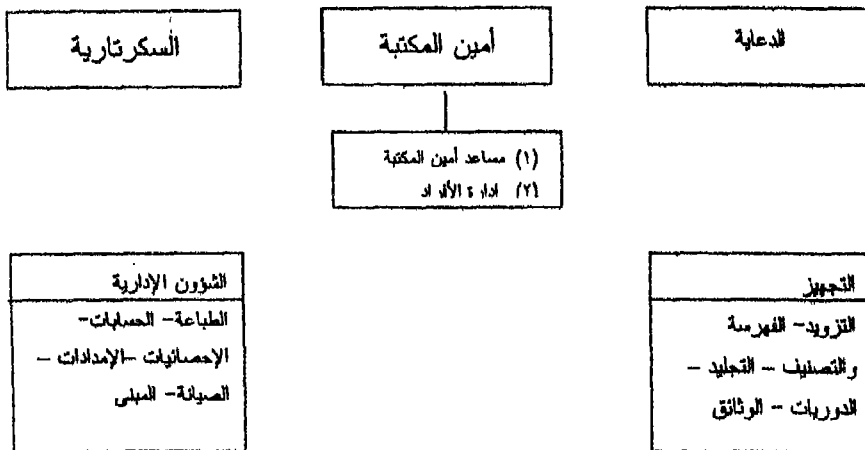 الدعاية
أمين المكتبة
السكرتارية
(١) مساعد أمين المكتبة
(٢) ادارة الأفراد
التجهيز
التزويد – الفهرسة
والتصنيف – التجليد –
الدوريات – الوثائق
الشؤون الإدارية
الطباعة – الحسابات –
الإحصائيات – الإمدادات –
الصيانة – المبنى